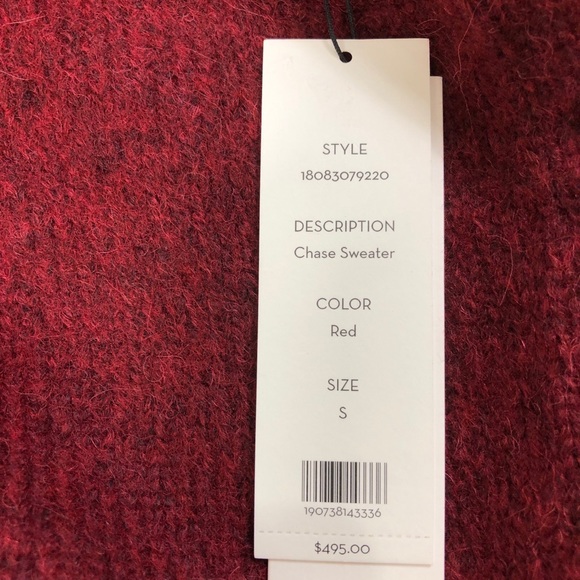 STYLE
18083079220
DESCRIPTION
Chase Sweater
COLOR
Red
SIZE
S
190738143336
$495.00